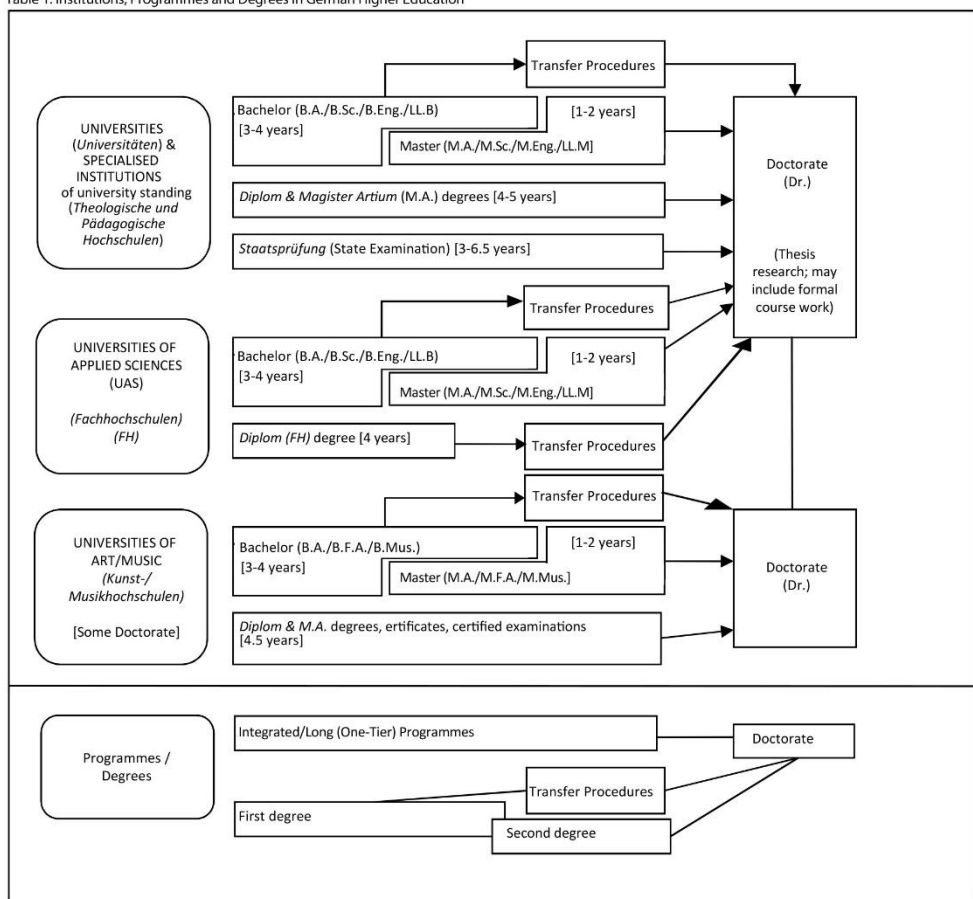 Table 1: Institutions, Programmes and Degrees in German Higher Education
Transfer Procedures
UNIVERSITIES
(Universitäten) &
SPECIALISED
INSTITUTIONS
of university standing
(Theologische und
Pädagogische
Hochschulen)
Bachelor (B.A./B.Sc./B.Eng./LL.B)
[3-4 years]
[1-2 years]
Master (M.A./M.Sc./M.Eng./LL.M]
Diplom & Magister Artium (M.A.) degrees [4-5 years]
Staatsprüfung (State Examination) [3-6.5 years]
Doctorate
(Dr.)
(Thesis
research; may
include formal
course work)
UNIVERSITIES OF
APPLIED SCIENCES
(UAS)
(Fachhochschulen)
(FH)
Transfer Procedures
Bachelor (B.A./B.Sc./B.Eng./LL.B)
[3-4 years]
[1-2 years]
Master (M.A./M.Sc./M.Eng./LL.M]
Diplom (FH) degree [4 years]
Transfer Procedures
UNIVERSITIES OF
ART/MUSIC
(Kunst-/
Musikhochschulen)
[Some Doctorate]
Transfer Procedures
Bachelor (B.A./B.F.A./B.Mus.)
[3-4 years]
[1-2 years]
Master (M.A./M.F.A./M.Mus.]
Diplom & M.A. degrees, ertificates, certified examinations
[4.5 years]
Doctorate
(Dr.)
Programmes /
Degrees
Integrated/Long (One-Tier) Programmes
Doctorate
Transfer Procedures
First degree
Second degree